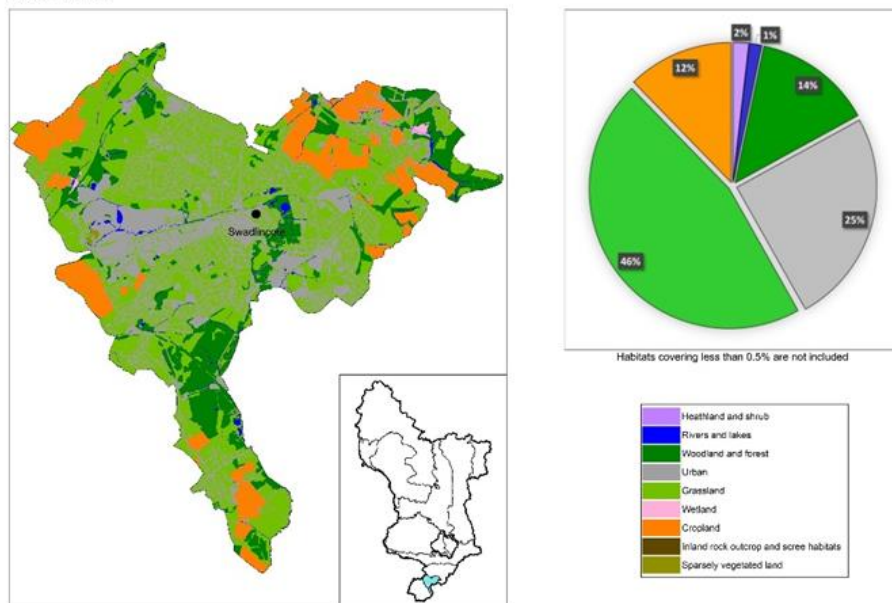 Swadlincote
2%
1%
14%
12%
25%
46%
Habitats covering less than 0.5% are not included
Heathland and shrub
Rivers and lakes
Woodland and forest
Urban
Grassland
Wetland
Cropland
Inland rock outcrop and scree habitats
Sparsely vegetated land